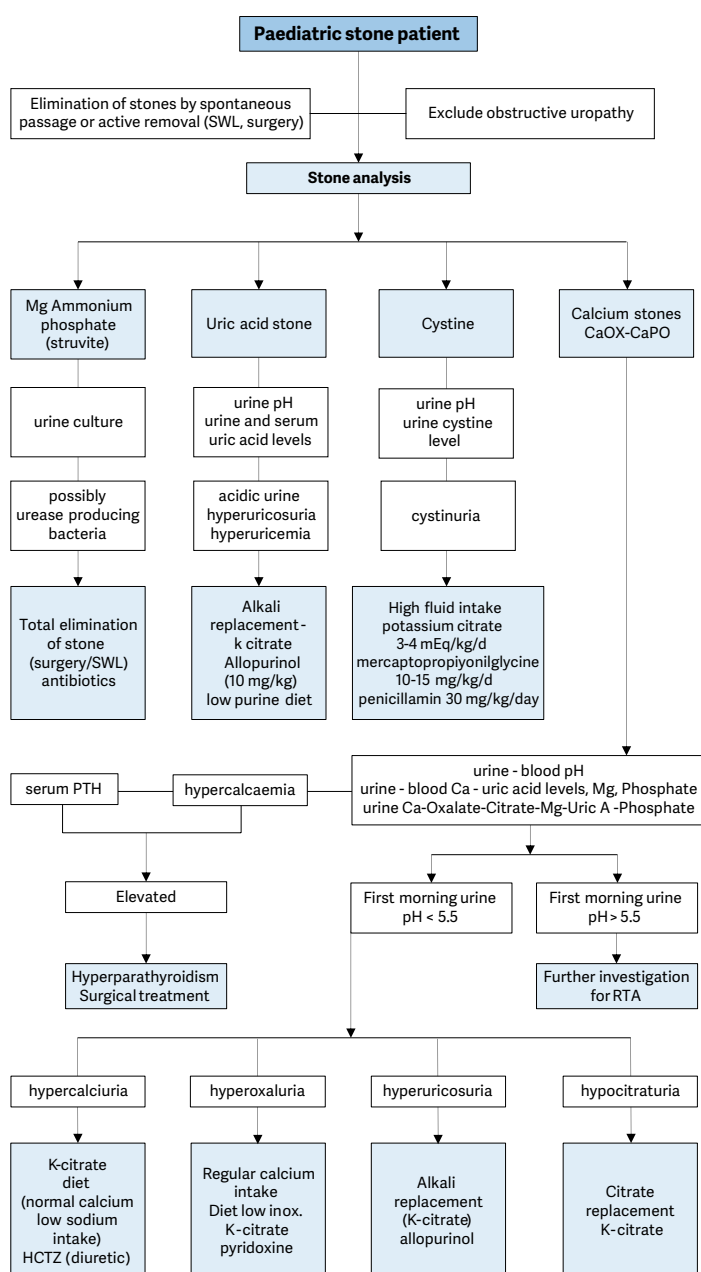 Paediatric stone patient
Elimination of stones by spontaneous
passage or active removal (SWL, surgery)
Exclude obstructive uropathy
Stone analysis
Mg Ammonium
phosphate
(struvite)
Uric acid stone
Cystine
Calcium stones
CaOX-CaPO
urine culture
urine pH
urine and serum
uric acid levels
urine pH
urine cystine
level
possibly
urease producing
bacteria
acidic urine
hyperuricosuria
hyperuricemia
cystinuria
Total elimination
of stone
(surgery/SWL)
antibiotics
Alkali
replacement-
k citrate
Allopurinol
(10 mg/kg)
low purine diet
High fluid intake
potassium citrate
3-4 mEq/kg/d
mercaptopropiyonilglycine
10-15 mg/kg/d
penicillamin 30 mg/kg/day
serum PTH
hypercalcaemia
urine - blood pH
urine - blood Ca - uric acid levels, Mg, Phosphate
urine Ca-Oxalate-Citrate-Mg-Uric A -Phosphate
Elevated
First morning urine
pH < 5.5
First morning urine
pH > 5.5
Hyperparathyroidism
Surgical treatment
Further investigation
for RTA
hypercalciuria
hyperoxaluria
hyperuricosuria
hypocitraturia
K-citrate
diet
(normal calcium
low sodium
intake)
HCTZ (diuretic)
Regular calcium
intake
Diet low inox.
K-citrate
pyridoxine
Alkali
replacement
(K-citrate)
allopurinol
Citrate
replacement
K-citrate